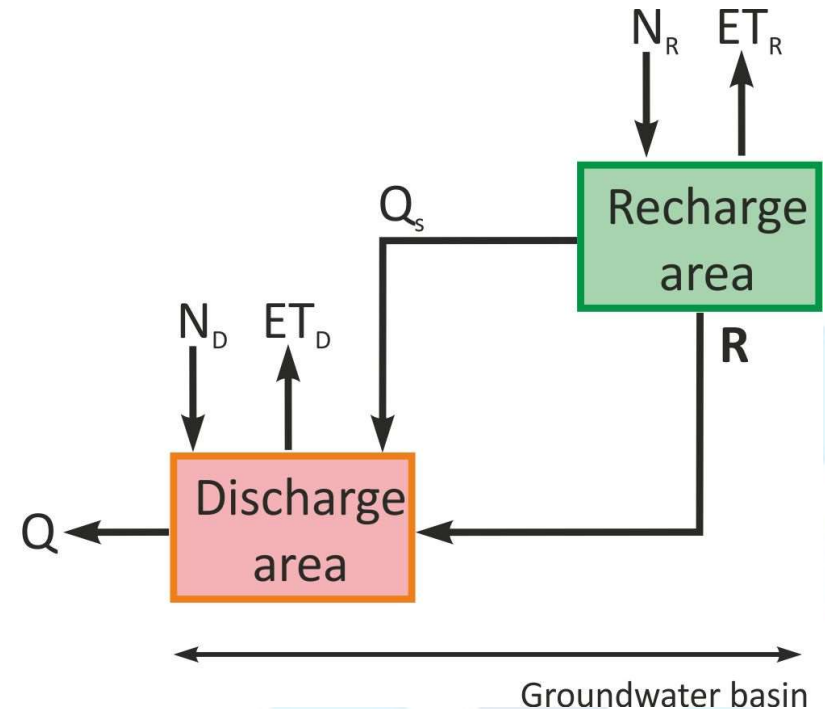 N_R ET_R
Recharge
area
Q_s
R
N_D ET_D
Discharge
area
Q
Groundwater basin